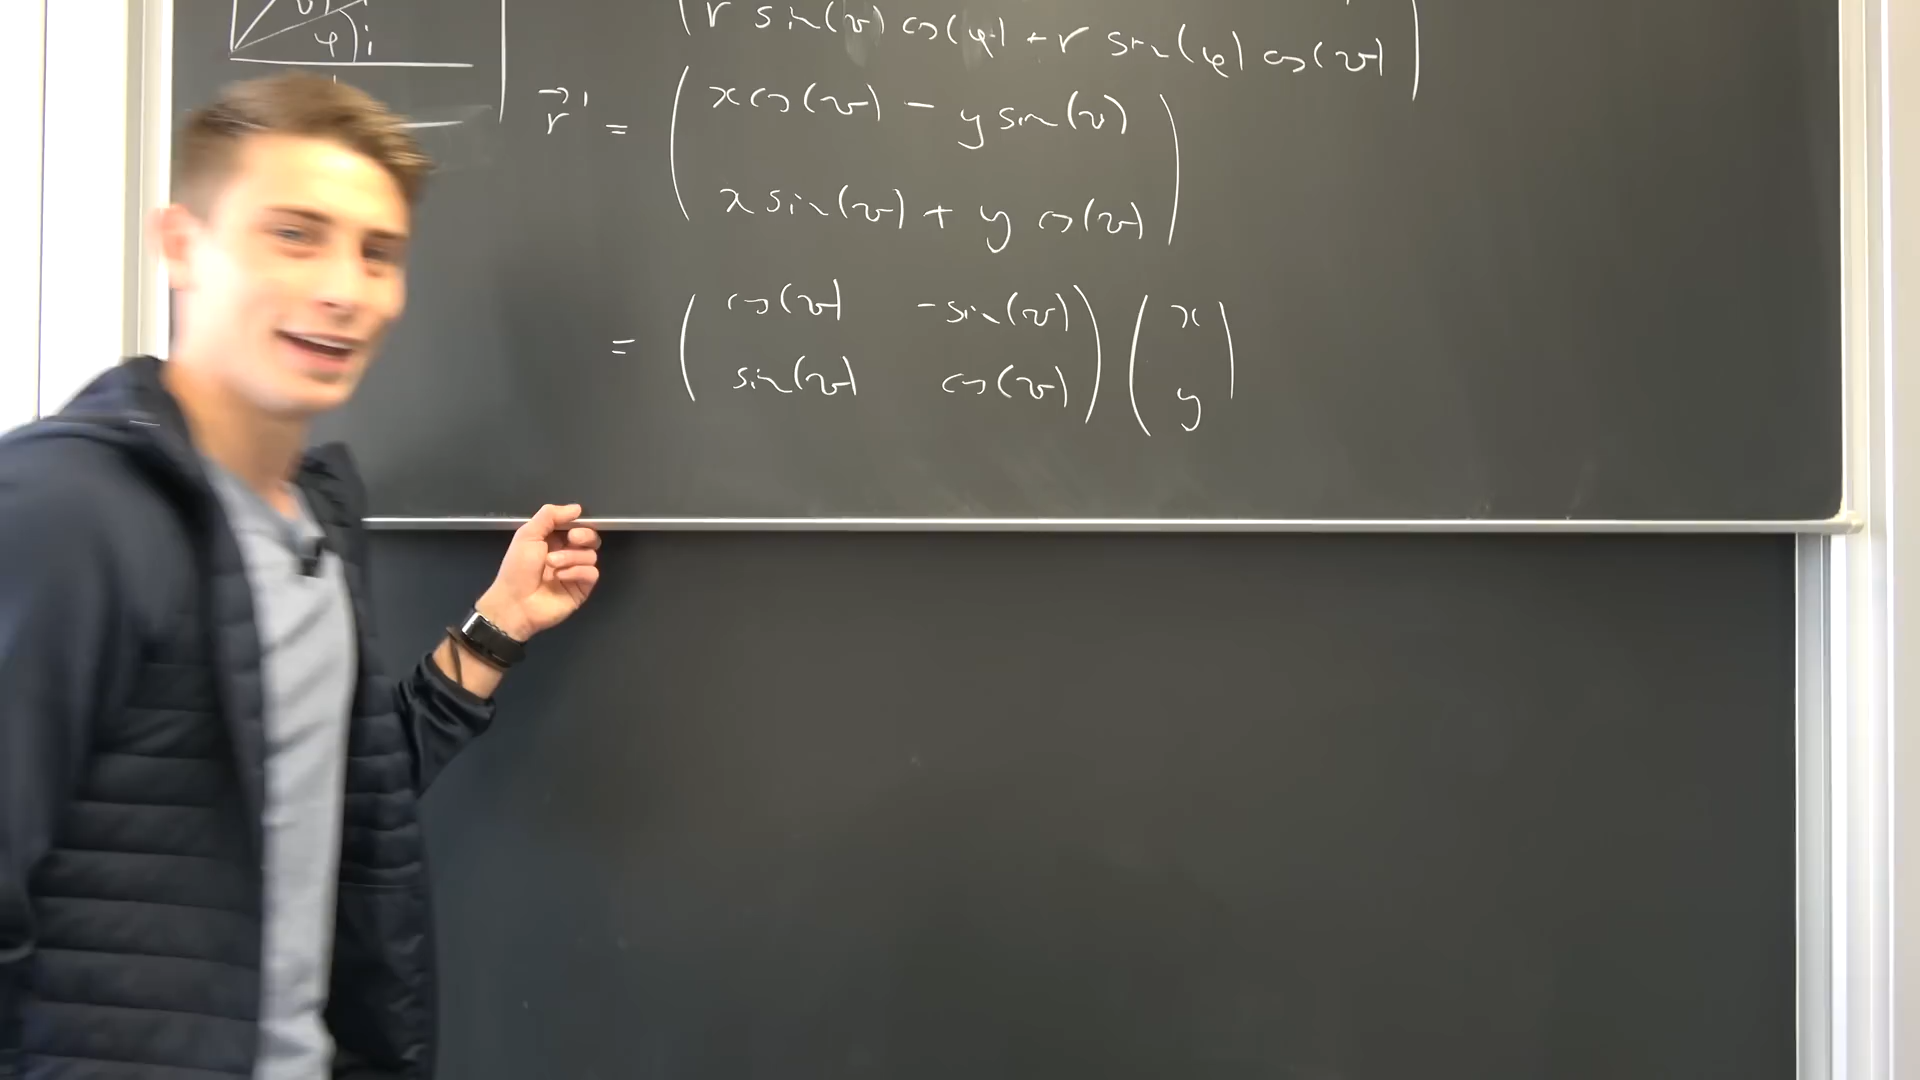 φ i
r sin(ϑ) cos(φ) + r sin(φ) cos(ϑ)
r⃗' = ( x cos(ϑ) - y sin(ϑ)
x sin(ϑ) + y cos(ϑ) )
= ( cos(ϑ) -sin(ϑ) ) ( x
sin(ϑ) cos(ϑ) y )